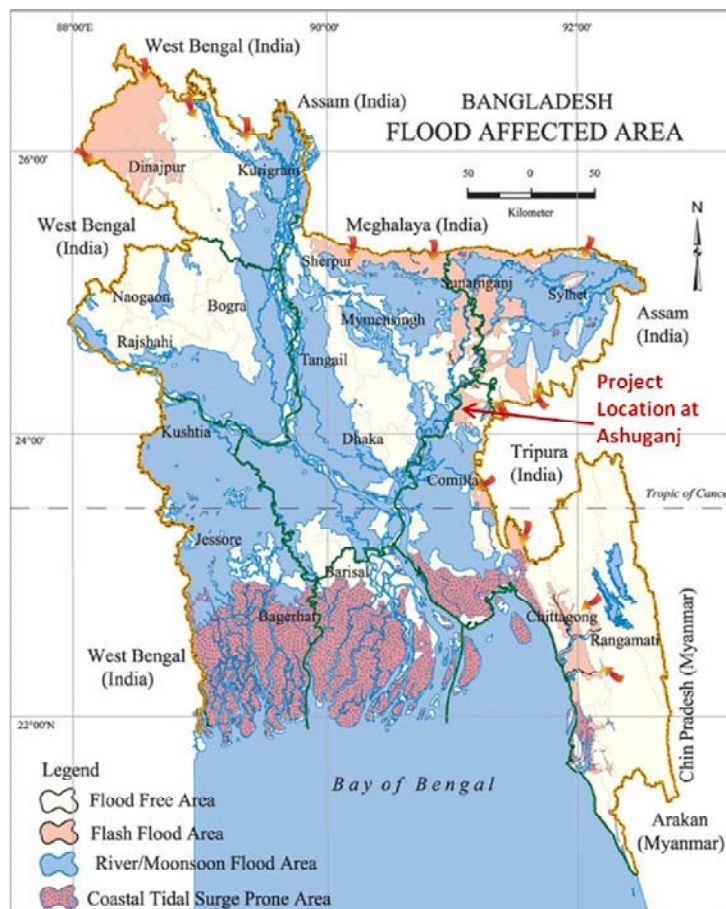 88°00'E
90°00
92°00
West Bengal (India)
Assam (India)
BANGLADESH
FLOOD AFFECTED AREA
26°00'
Dinajpur
Kurigram
50 0 50
Kilometer
N
West Bengal
(India)
Meghalaya (India)
Sherpur
Sunamganj
Sylhet
Naogaon
Bogra
Mymensingh
Assam
(India)
Rajshahi
Tangail
Project
Location at
Ashuganj
Kushtia
24°00'
Dhaka
Tripura
(India)
Comilla
Tropic of Cance
Jessore
Barisal
Bagerhat
Chittagong
Rangamati
West Bengal
(India)
Chin Pradesh (Myanmar)
22°00'N
Legend
Bay of Bengal
Flood Free Area
Flash Flood Area
Arakan
(Myanmar)
River/Moonsoon Flood Area
Coastal Tidal Surge Prone Area